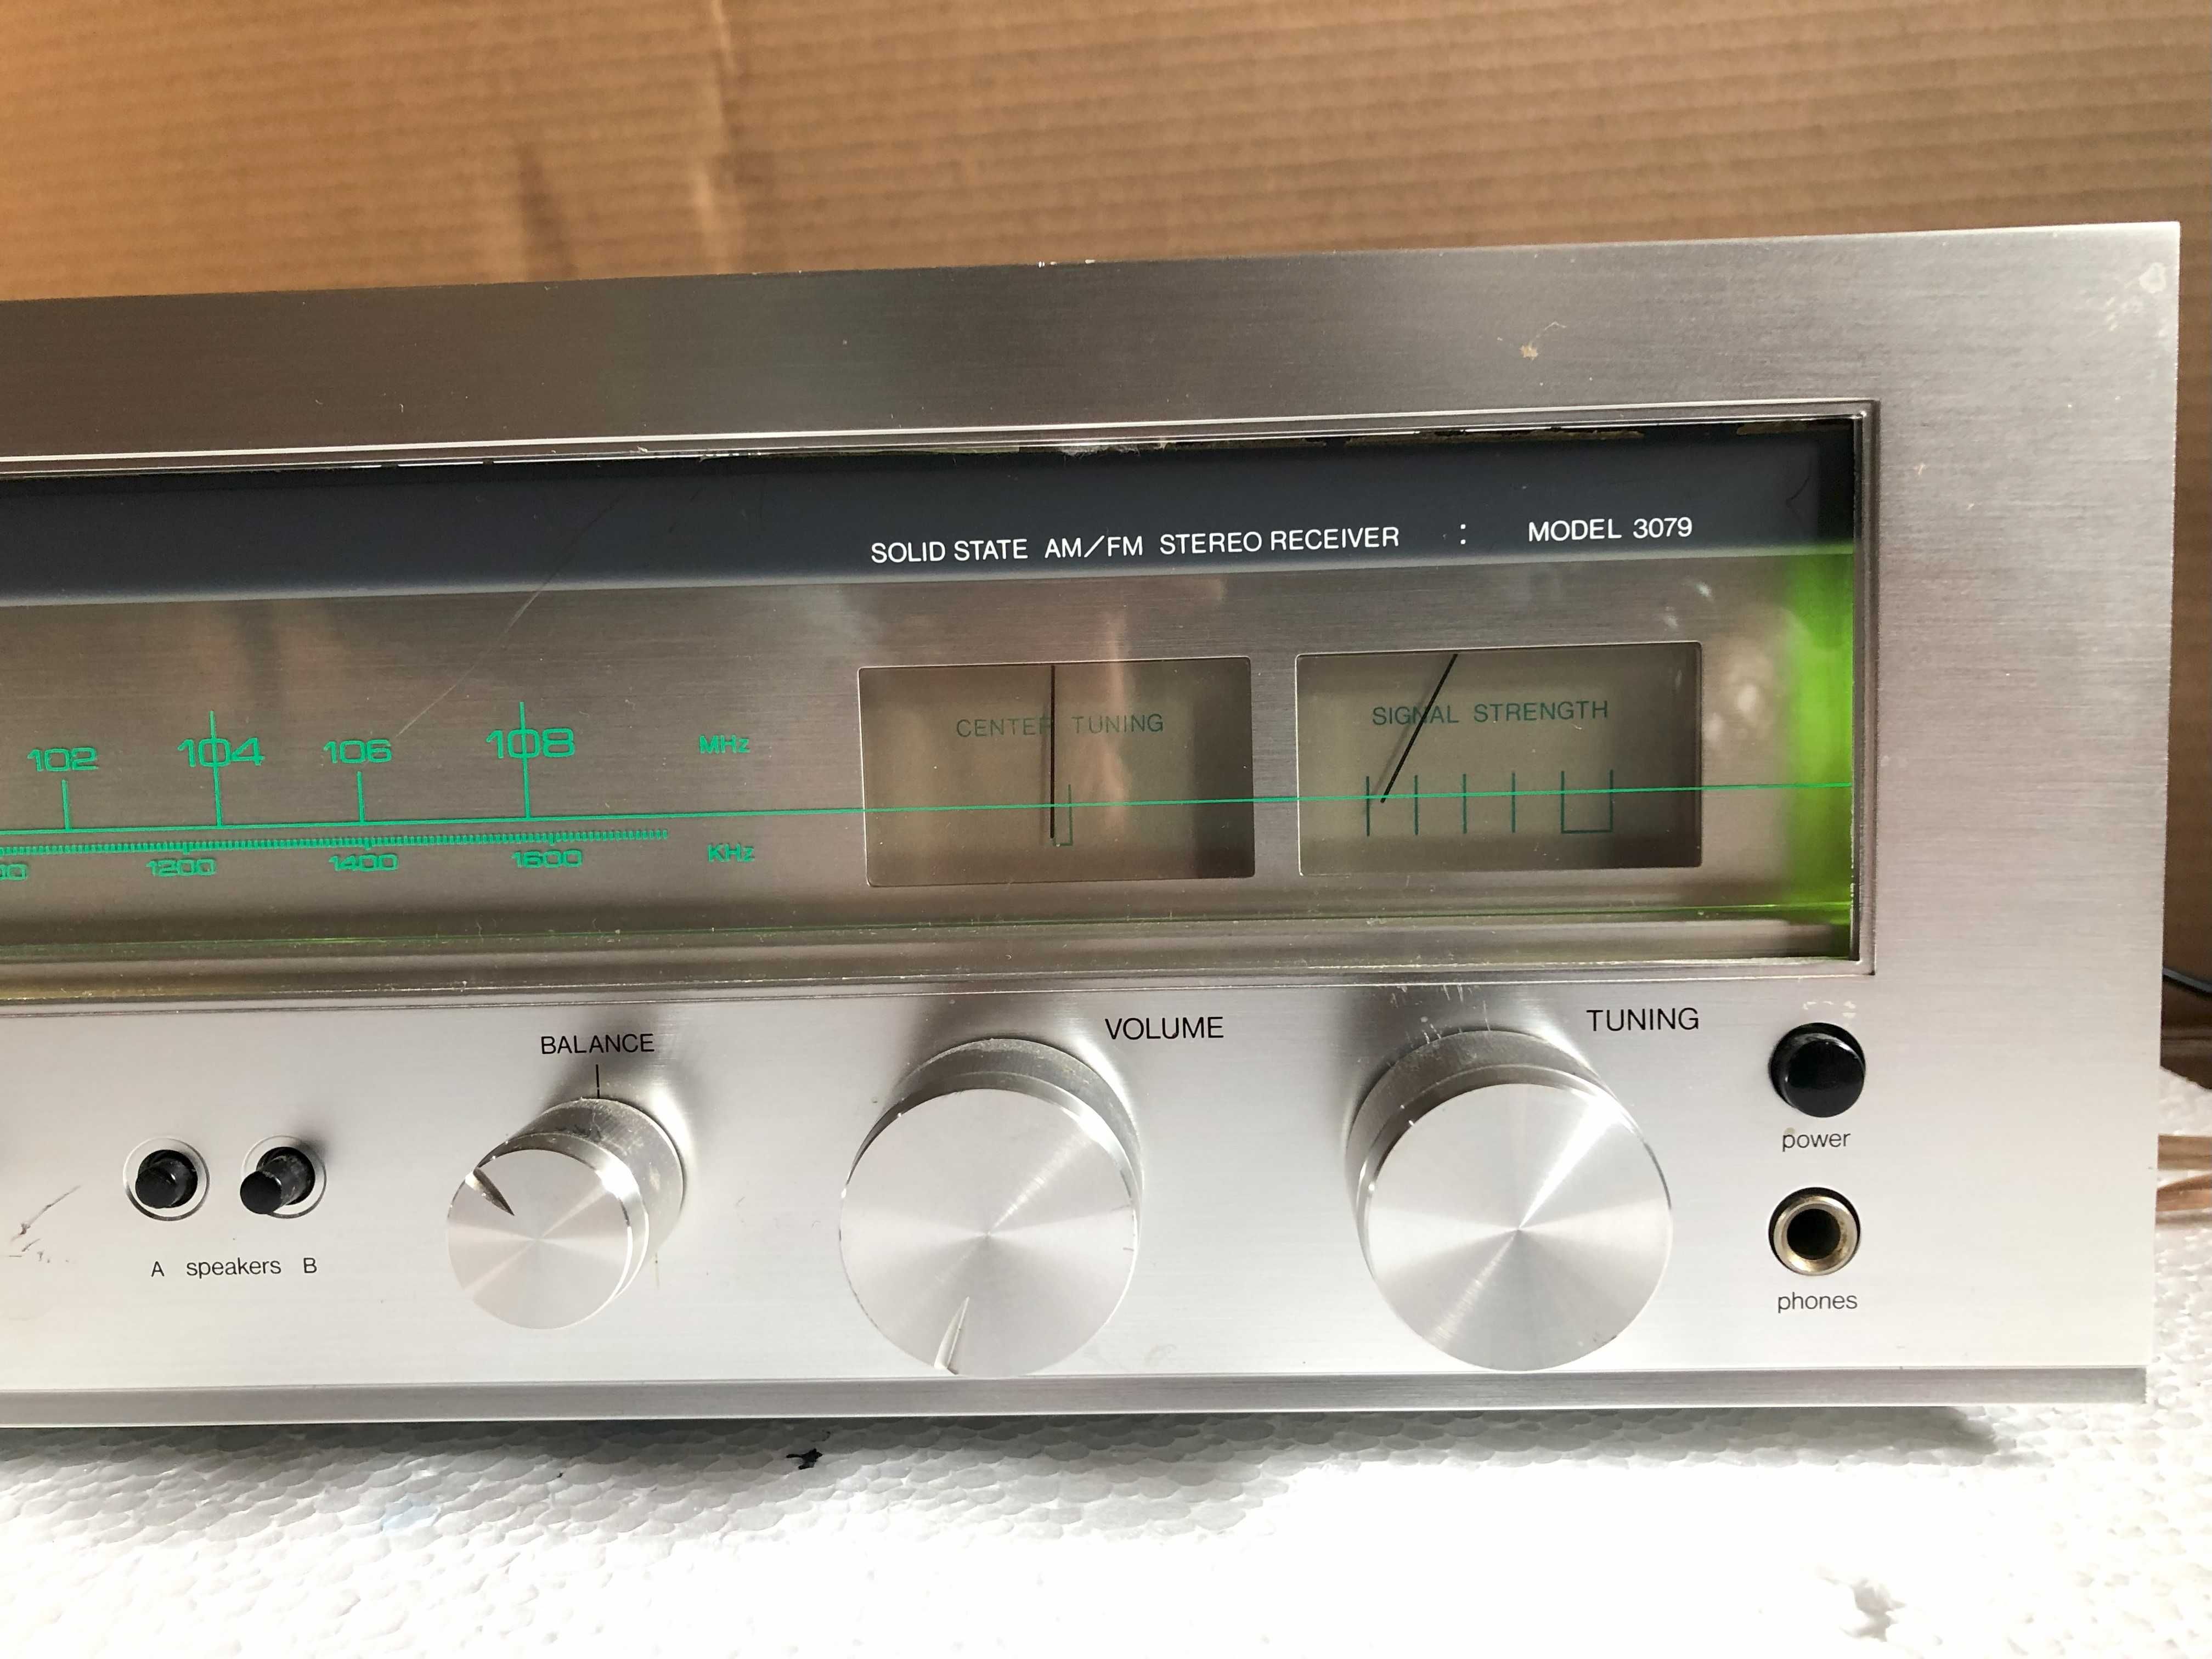 SOLID STATE AM/FM STEREO RECEIVER : MODEL 3079
102 104 106 108 MHz
CENTER TUNING
SIGNAL STRENGTH
1200 1400 1600 KHz
BALANCE
VOLUME
TUNING
power
A speakers B
phones